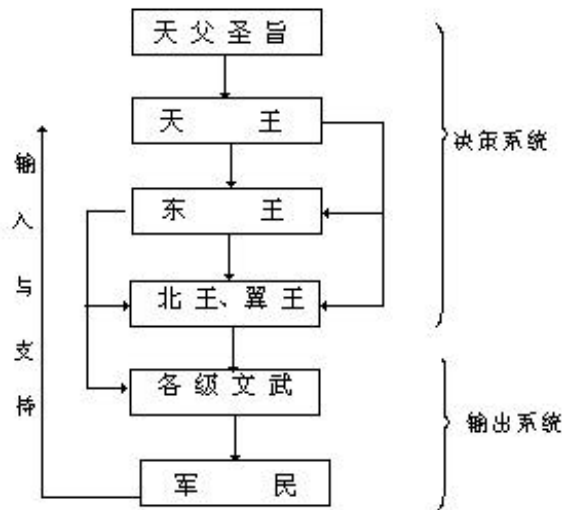 天父圣旨
天王
东王
北王、翼王
各级文武
军民
输入与支持
决策系统
输出系统